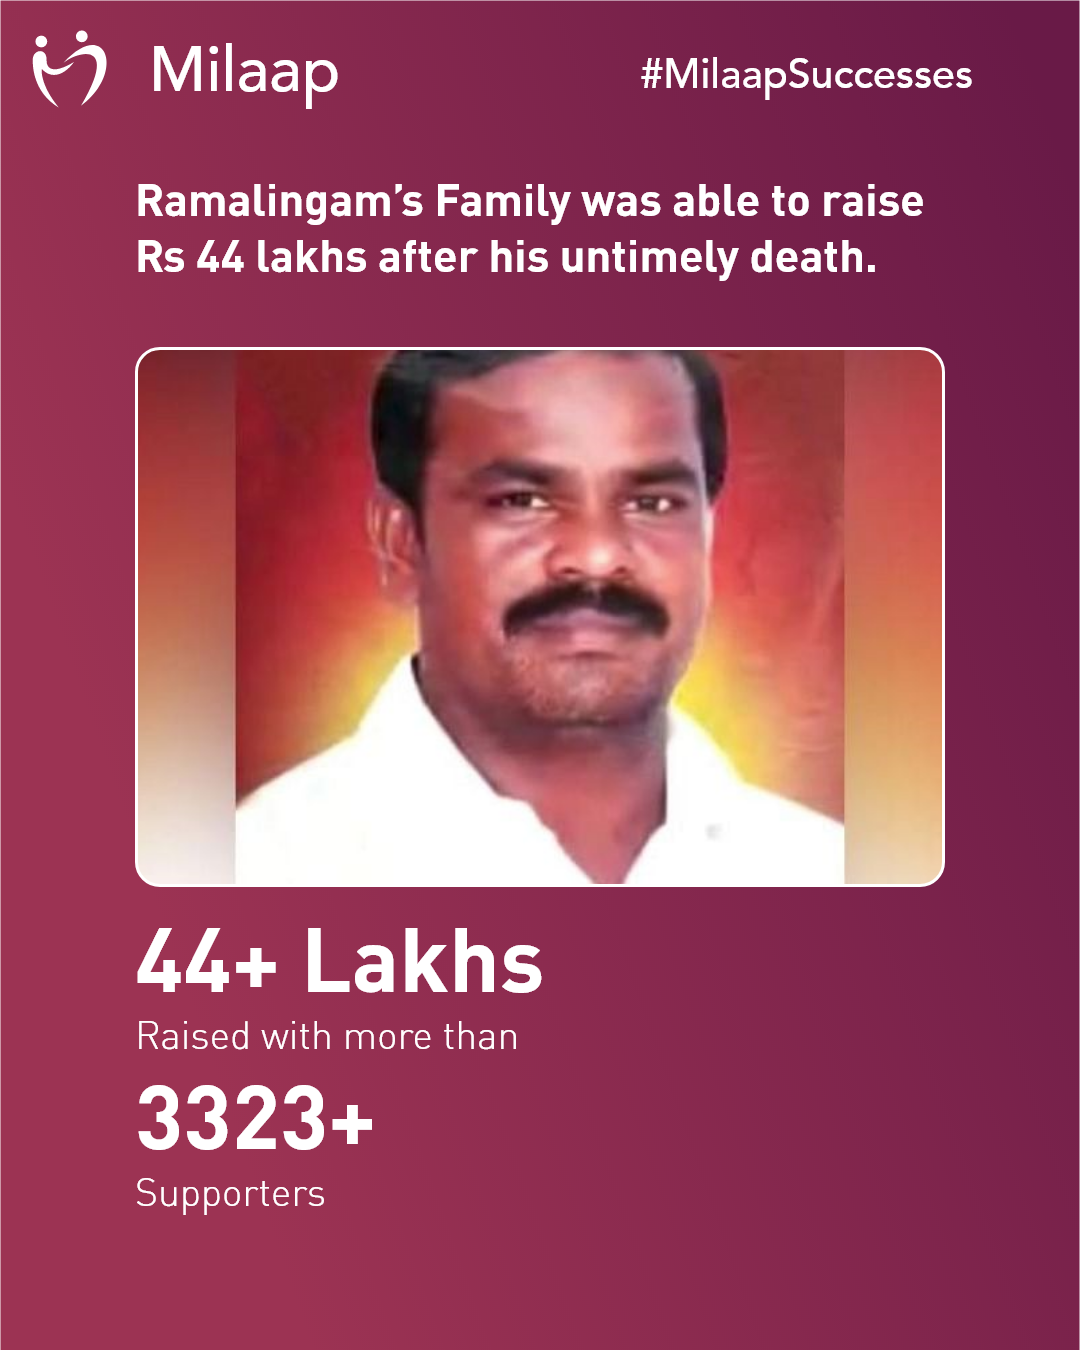 Milaap
#MilaapSuccesses
Ramalingam’s Family was able to raise
Rs 44 lakhs after his untimely death.
44+ Lakhs
Raised with more than
3323+
Supporters